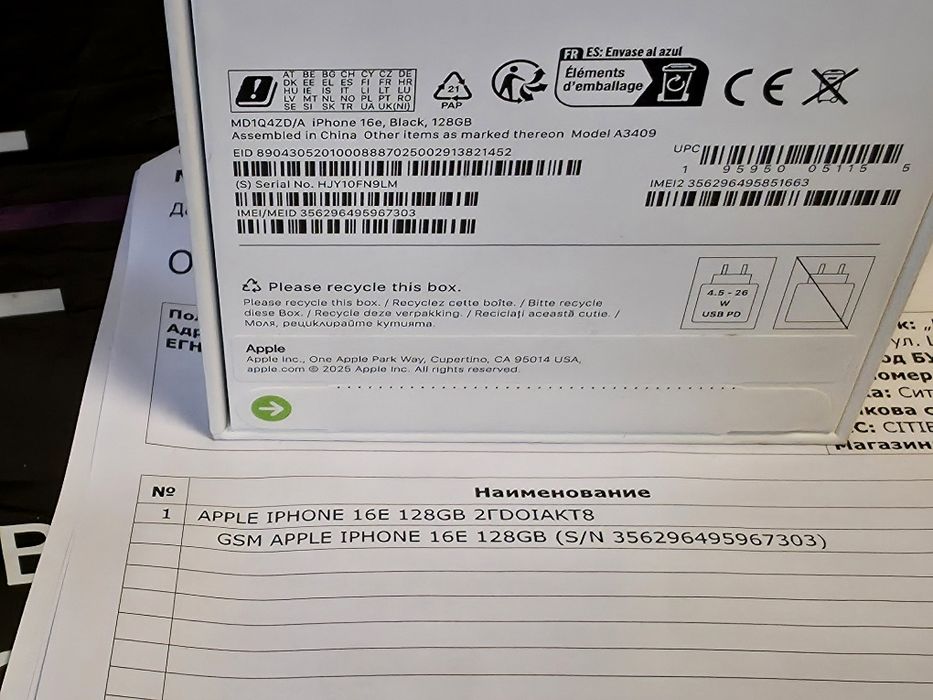 FR ES: Envase al azul
Éléments
d'emballage
AT BE BG CH CY CZ DE
DK EE EL ES FI FR HR
HU IE IS IT LI LT LU
LV MT NL NO PL PT RO
SE SI SK TR UA UK(NI)
21
PAP
CE
MD1Q4ZD/A iPhone 16e, Black, 128GB
Assembled in China Other items as marked thereon Model A3409
EID 89043052010008887025002913821452
UPC
1 95950 05115 5
(S) Serial No. HJY10FN9LM
IMEI2 356296495851663
IMEI/MEID 356296495967303
Please recycle this box.
Please recycle this box. / Recyclez cette boîte. / Bitte recycle
diese Box. / Recycle deze verpakking. / Reciclați această cutie. /
Моля, рециклирайте кутията.
4.5 - 26
W
USB PD
Apple
Apple Inc., One Apple Park Way, Cupertino, CA 95014 USA,
apple.com © 2025 Apple Inc. All rights reserved.
ЕГН
№ Наименование
1 APPLE IPHONE 16E 128GB 2ГDOIAKT8
GSM APPLE IPHONE 16E 128GB (S/N 356296495967303)